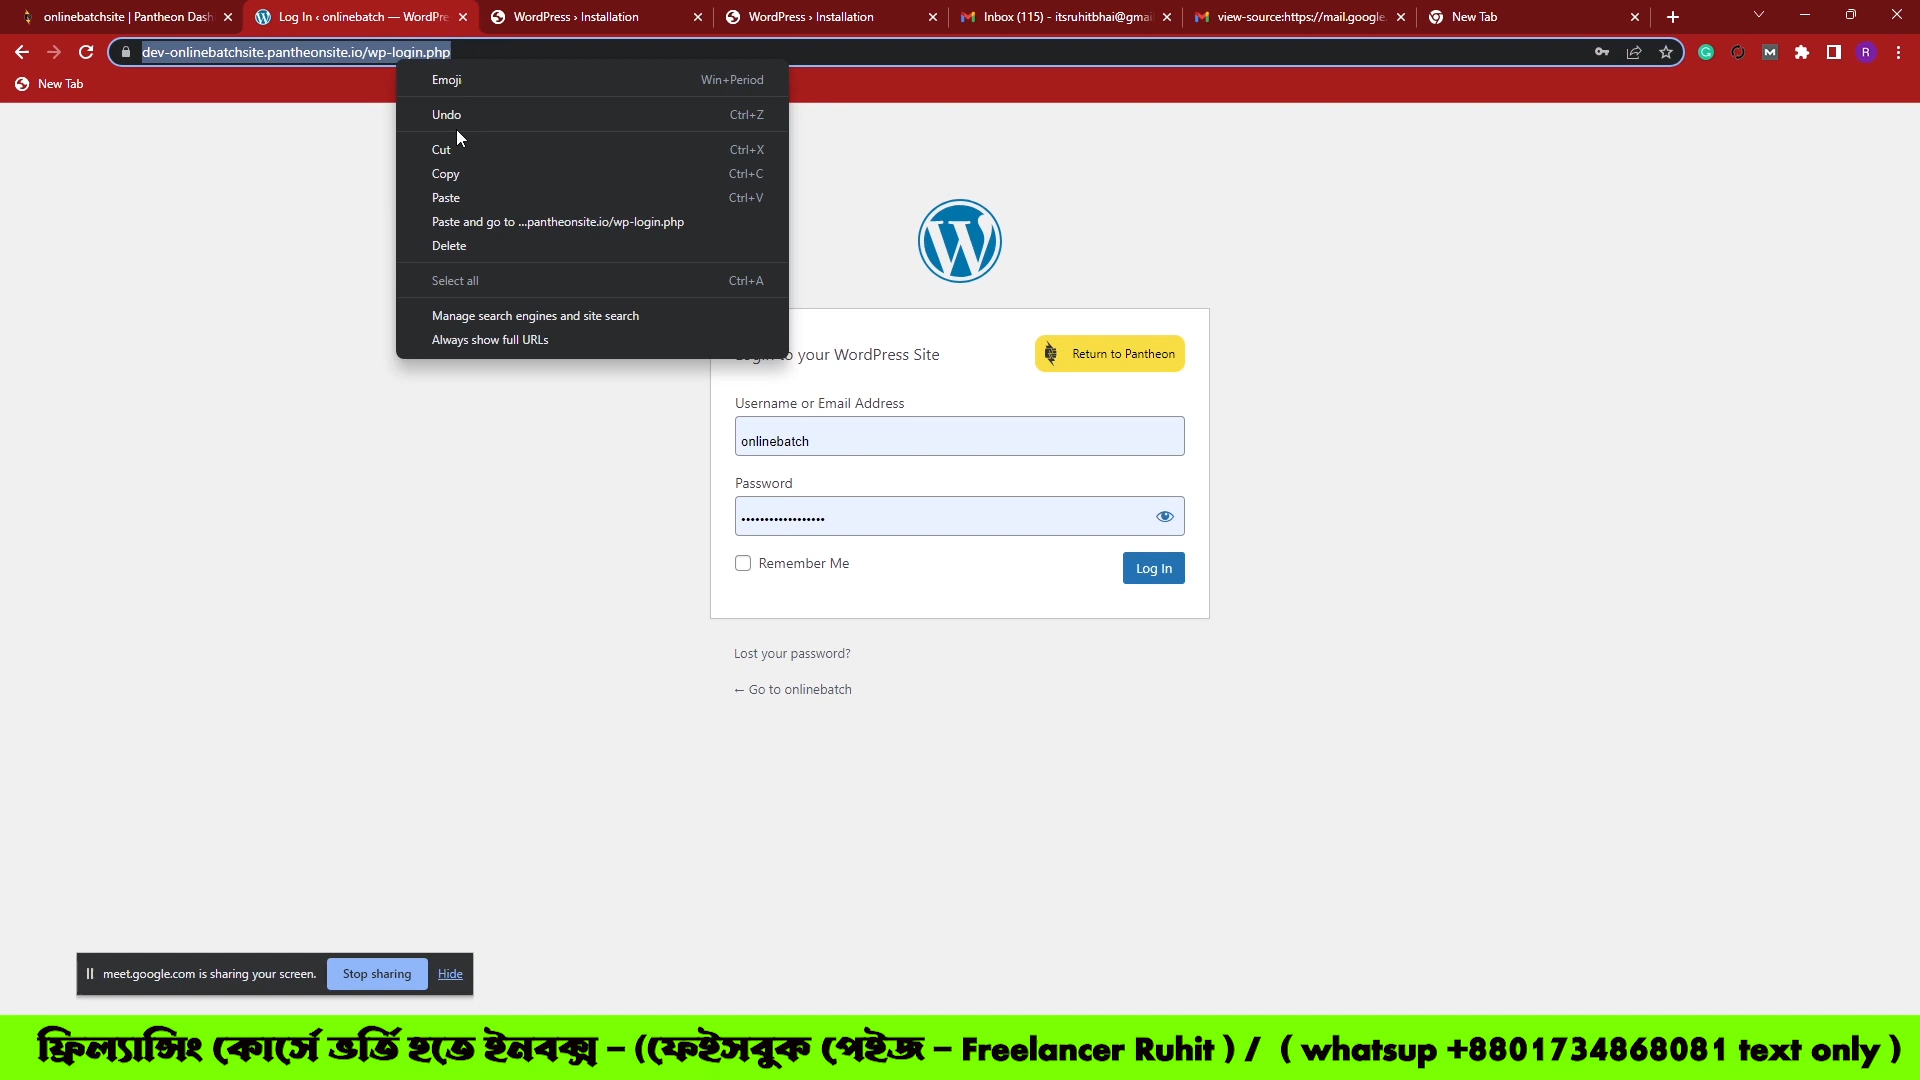 onlinebatchsite | Pantheon Dash
Log In ‹ onlinebatch — WordPre
WordPress › Installation
WordPress › Installation
Inbox (115) - itsruhitbhai@gmai
view-source:https://mail.google.
New Tab
dev-onlinebatchsite.pantheonsite.io/wp-login.php
R
New Tab
Emoji Win+Period
Undo Ctrl+Z
Cut Ctrl+X
Copy Ctrl+C
Paste Ctrl+V
Paste and go to ...pantheonsite.io/wp-login.php
Delete
Select all Ctrl+A
Manage search engines and site search
Always show full URLs
your WordPress Site
Return to Pantheon
Username or Email Address
onlinebatch
Password
••••••••••••••••••
Remember Me
Log In
Lost your password?
← Go to onlinebatch
meet.google.com is sharing your screen.
Stop sharing
Hide
ফ্রিল্যান্সিং কোর্সে ভর্তি হতে ইনবক্স – ((ফেইসবুক পেইজ – Freelancer Ruhit ) / ( whatsup +8801734868081 text only )